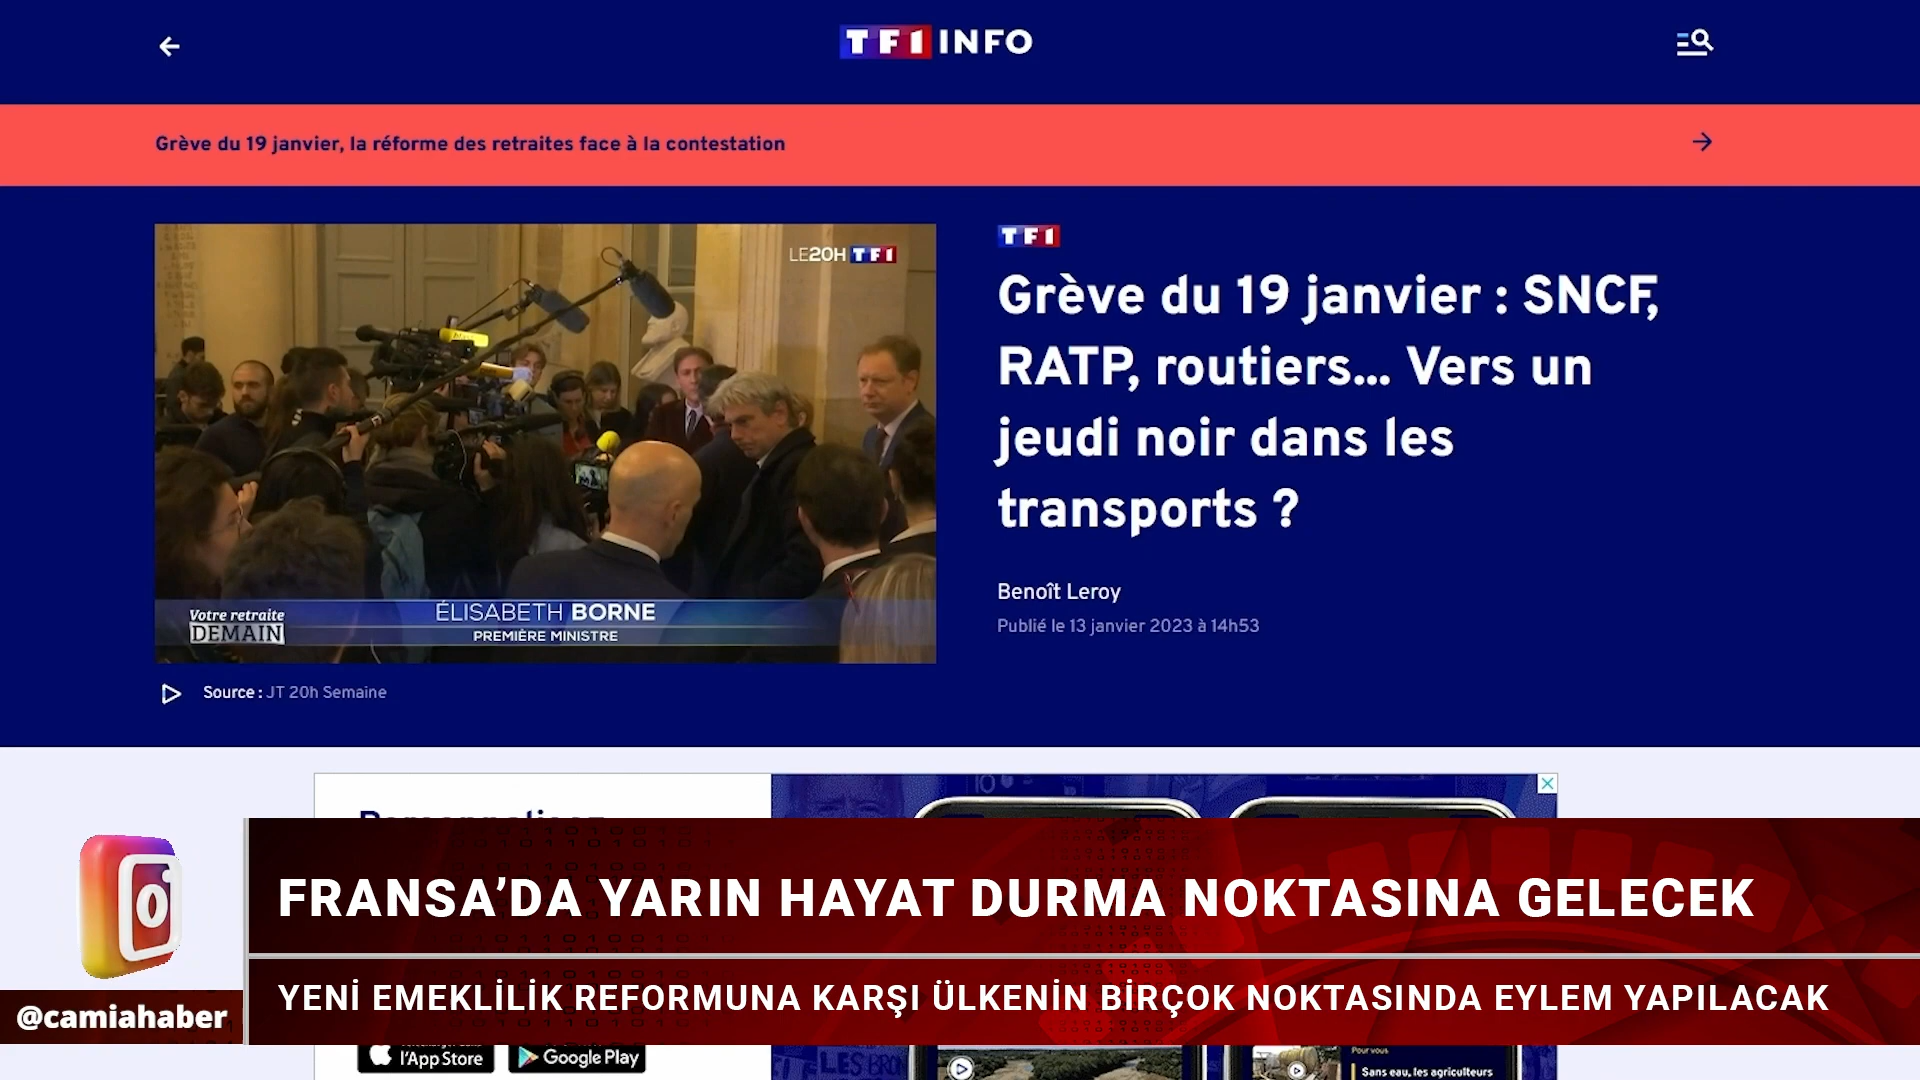 TF1 INFO
Grève du 19 janvier, la réforme des retraites face à la contestation
LE20H TF1
Votre retraite
DEMAIN
ÉLISABETH BORNE
PREMIÈRE MINISTRE
Source : JT 20h Semaine
TF1
Grève du 19 janvier : SNCF,
RATP, routiers... Vers un
jeudi noir dans les
transports ?
Benoît Leroy
Publié le 13 janvier 2023 à 14h53
FRANSA’DA YARIN HAYAT DURMA NOKTASINA GELECEK
YENİ EMEKLİLİK REFORMUNA KARŞI ÜLKENİN BİRÇOK NOKTASINDA EYLEM YAPILACAK
@camiahaber
l'App Store
Google Play
Pour vous
Sans eau, les agriculteurs